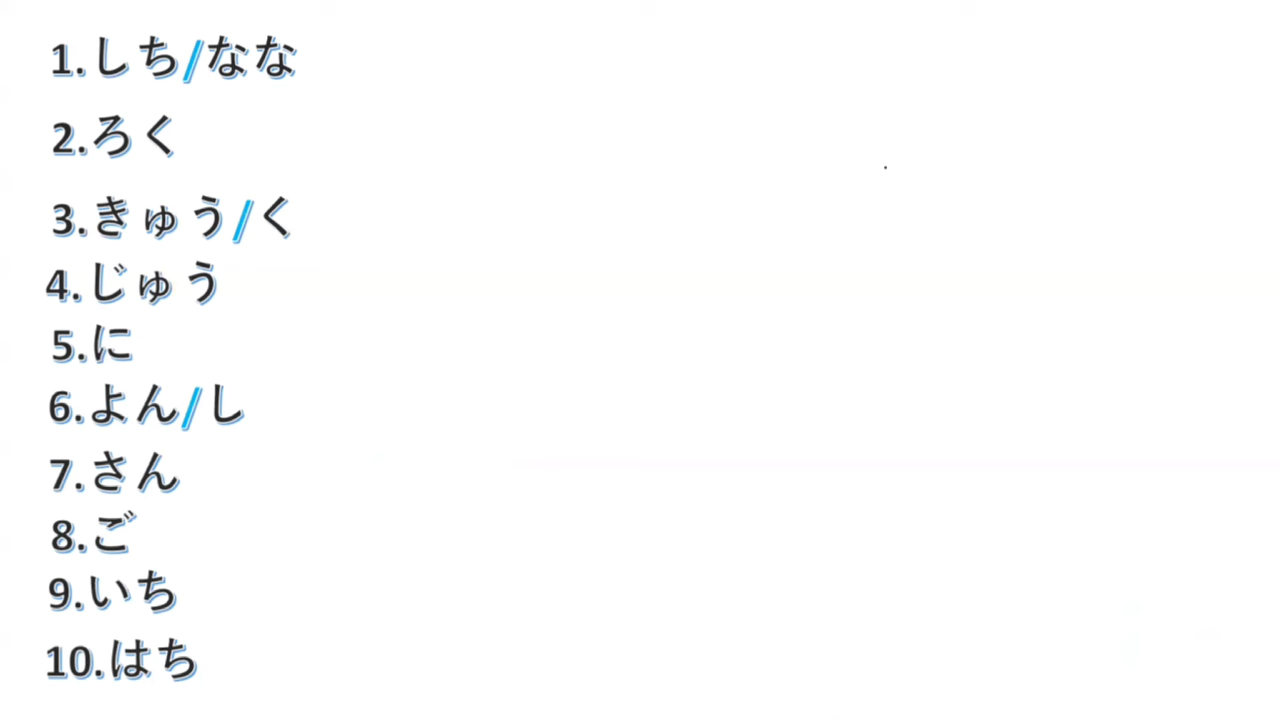 1.しち/なな
2.ろく
3.きゅう/く
4.じゅう
5.に
6.よん/し
7.さん
8.ご
9.いち
10.はち